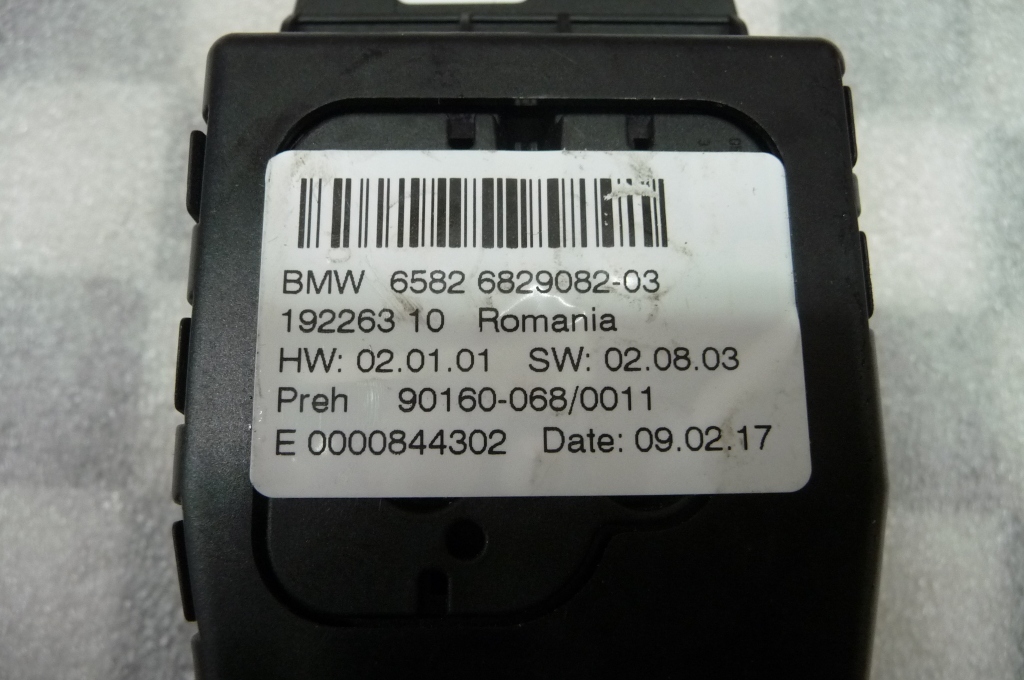 BMW 6582 6829082-03
192263 10 Romania
HW: 02.01.01 SW: 02.08.03
Preh 90160-068/0011
E 0000844302 Date: 09.02.17